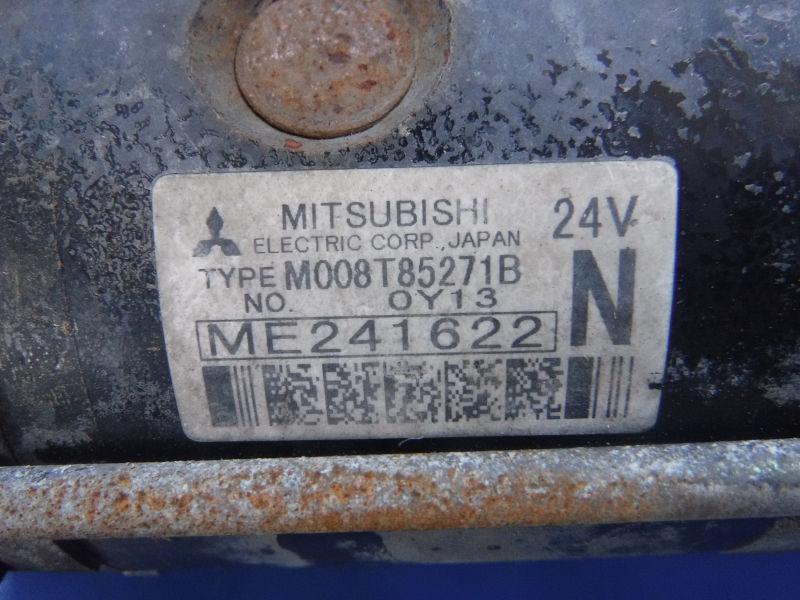 MITSUBISHI 24V
ELECTRIC CORP., JAPAN
TYPE M008T85271B N
NO. 0Y13
ME241622